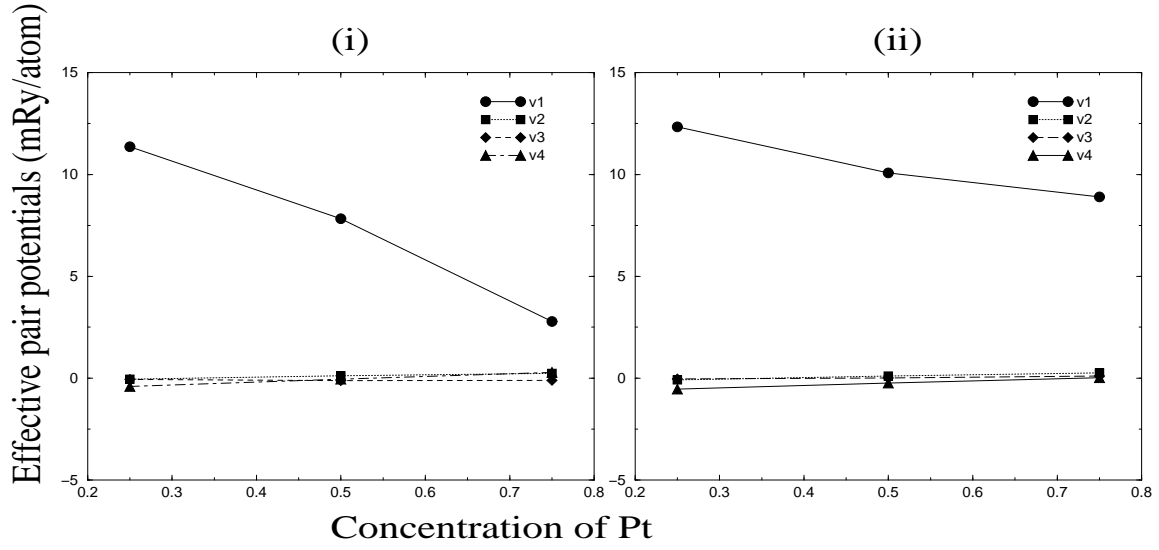 (i) (ii)
Effective pair potentials (mRy/atom)
15
10
5
0
−5
0.2 0.3 0.4 0.5 0.6 0.7 0.8
v1
v2
v3
v4
15
10
5
0
−5
0.2 0.3 0.4 0.5 0.6 0.7 0.8
v1
v2
v3
v4
Concentration of Pt